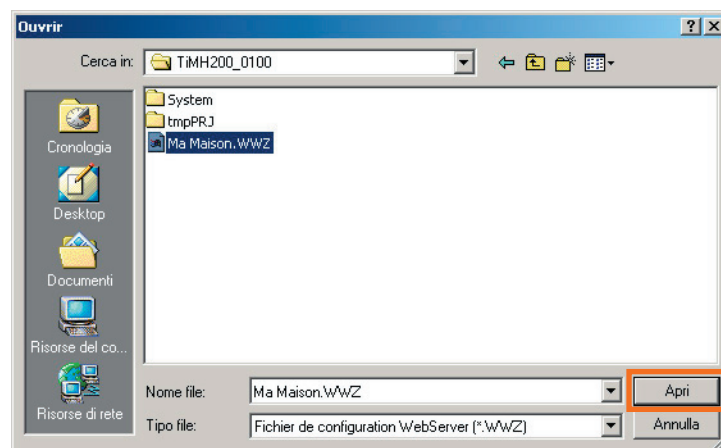 Ouvrir
Cerca in:
TiMH200_0100
System
tmpPRJ
Ma Maison.WWZ
Cronologia
Desktop
Documenti
Risorse del co...
Risorse di rete
Nome file:
Ma Maison.WWZ
Apri
Tipo file:
Fichier de configuration WebServer (*.WWZ)
Annulla